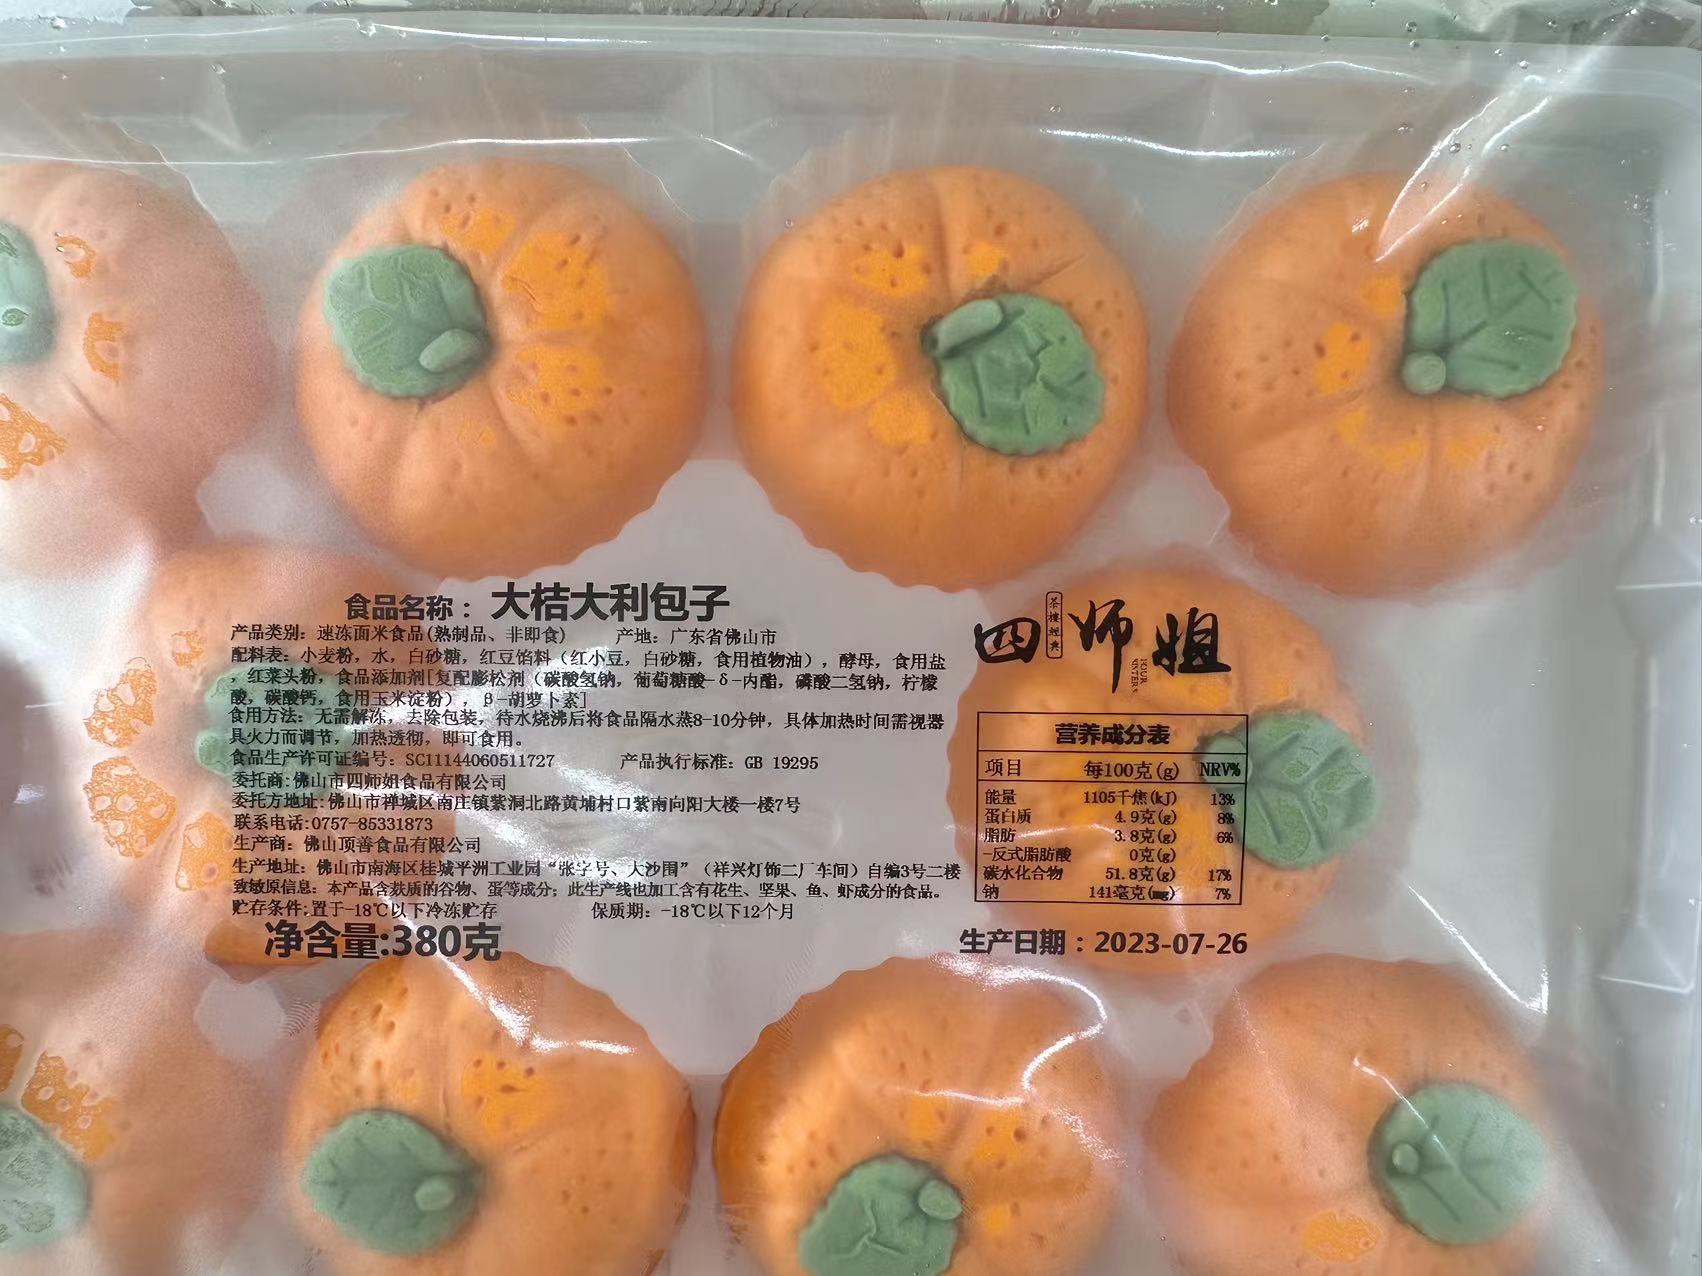 食品名称：大桔大利包子
产品类别：速冻面米食品(熟制品、非即食) 产地：广东省佛山市
配料表：小麦粉，水，白砂糖，红豆馅料（红小豆，白砂糖，食用植物油），酵母，食用盐
，红菜头粉，食品添加剂[复配膨松剂（碳酸氢钠，葡萄糖酸-δ-内酯，磷酸二氢钠，柠檬
酸，碳酸钙，食用玉米淀粉），β-胡萝卜素]
食用方法：无需解冻，去除包装，待水烧沸后将食品隔水蒸8-10分钟，具体加热时间需视器
具火力而调节，加热透彻，即可食用。
食品生产许可证编号：SC11144060511727 产品执行标准：GB 19295
委托商:佛山市四师姐食品有限公司
委托方地址:佛山市禅城区南庄镇紫洞北路黄埔村口紫南向阳大楼一楼7号
联系电话:0757-85331873
生产商：佛山顶善食品有限公司
生产地址：佛山市南海区桂城平洲工业园“张字号、大沙围”（祥兴灯饰二厂车间）自编3号二楼
致敏原信息：本产品含麸质的谷物、蛋等成分；此生产线也加工含有花生、坚果、鱼、虾成分的食品。
贮存条件:置于-18℃以下冷冻贮存 保质期：-18℃以下12个月
净含量:380克
四师姐
茶楼经典
FOUR SISTERS
营养成分表
项目 每100克(g) NRV%
能量 1105千焦(kJ) 13%
蛋白质 4.9克(g) 8%
脂肪 3.8克(g) 6%
-反式脂肪酸 0克(g)
碳水化合物 51.8克(g) 17%
钠 141毫克(mg) 7%
生产日期：2023-07-26